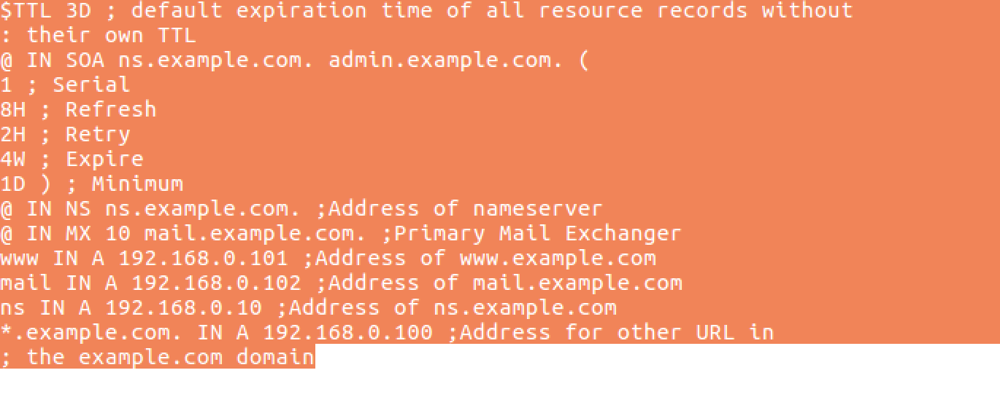 $TTL 3D ; default expiration time of all resource records without
: their own TTL
@ IN SOA ns.example.com. admin.example.com. (
1 ; Serial
8H ; Refresh
2H ; Retry
4W ; Expire
1D ) ; Minimum
@ IN NS ns.example.com. ;Address of nameserver
@ IN MX 10 mail.example.com. ;Primary Mail Exchanger
www IN A 192.168.0.101 ;Address of www.example.com
mail IN A 192.168.0.102 ;Address of mail.example.com
ns IN A 192.168.0.10 ;Address of ns.example.com
*.example.com. IN A 192.168.0.100 ;Address for other URL in
; the example.com domain